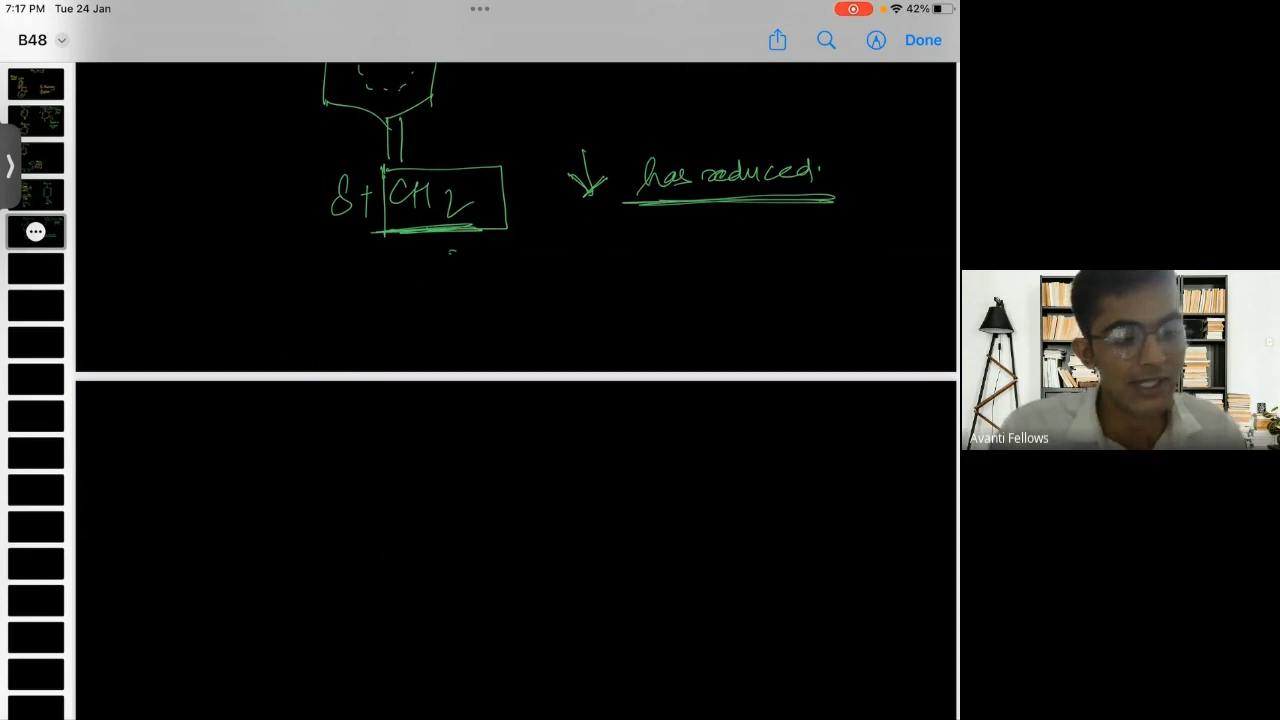 7:17 PM Tue 24 Jan
42%
B48
Done
δ+ CH2
↓ has reduced.
Avanti Fellows